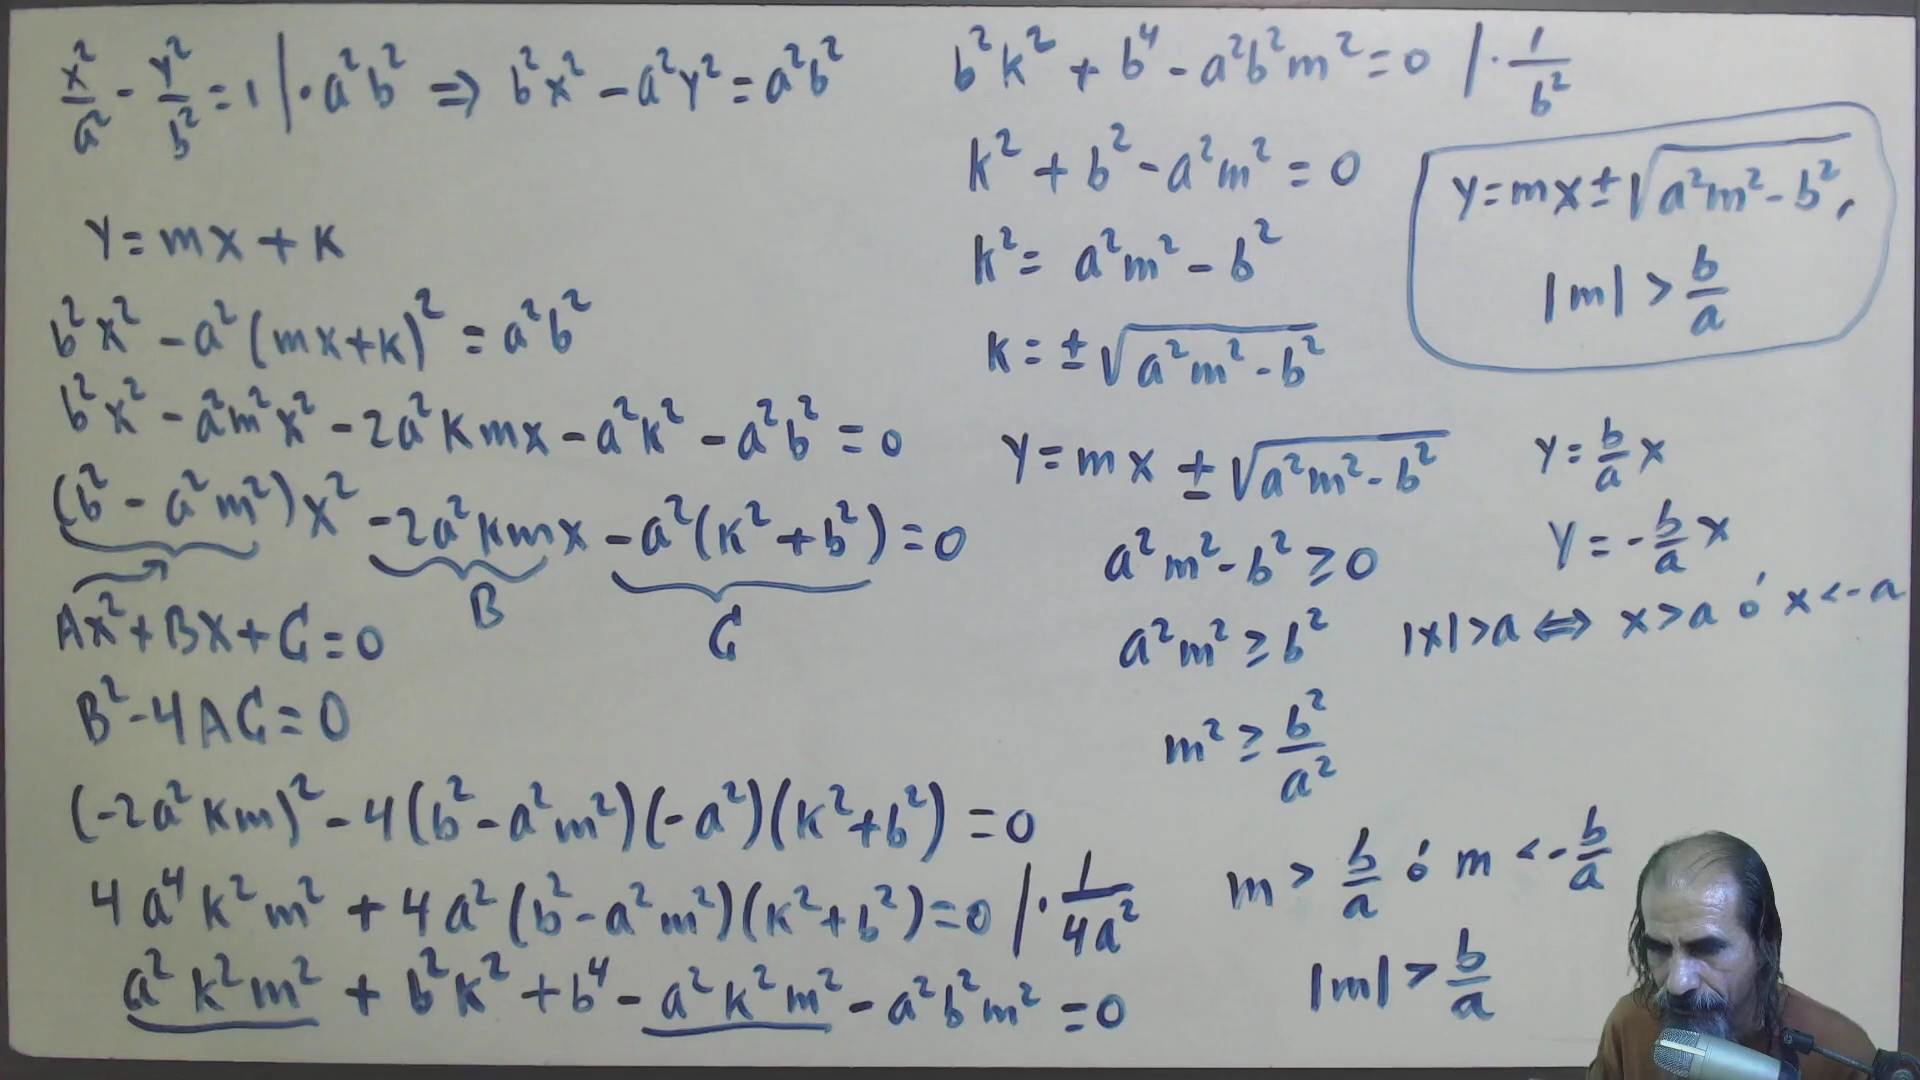 x²/a² - y²/b² = 1 / · a²b² ⇒ b²x² - a²y² = a²b²
y = mx + k
b²x² - a²(mx+k)² = a²b²
b²x² - a²m²x² - 2a²kmx - a²k² - a²b² = 0
(b² - a²m²)x² - 2a²kmx - a²(k² + b²) = 0
B
C
Ax² + Bx + C = 0
B² - 4AC = 0
(-2a²km)² - 4(b² - a²m²)(-a²)(k² + b²) = 0
4a⁴k²m² + 4a²(b² - a²m²)(k² + b²) = 0 / · 1/4a²
a²k²m² + b²k² + b⁴ - a²k²m² - a²b²m² = 0
b²k² + b⁴ - a²b²m² = 0 / · 1/b²
k² + b² - a²m² = 0
k² = a²m² - b²
k = ±√(a²m² - b²)
y = mx ± √(a²m² - b²)
a²m² - b² ≥ 0
a²m² ≥ b²
m² ≥ b²/a²
m > b/a ó m < -b/a
|m| > b/a
y = mx ± √(a²m² - b²),
|m| > b/a
y = b/a x
y = -b/a x
|x| > a ⇔ x > a ó x < -a